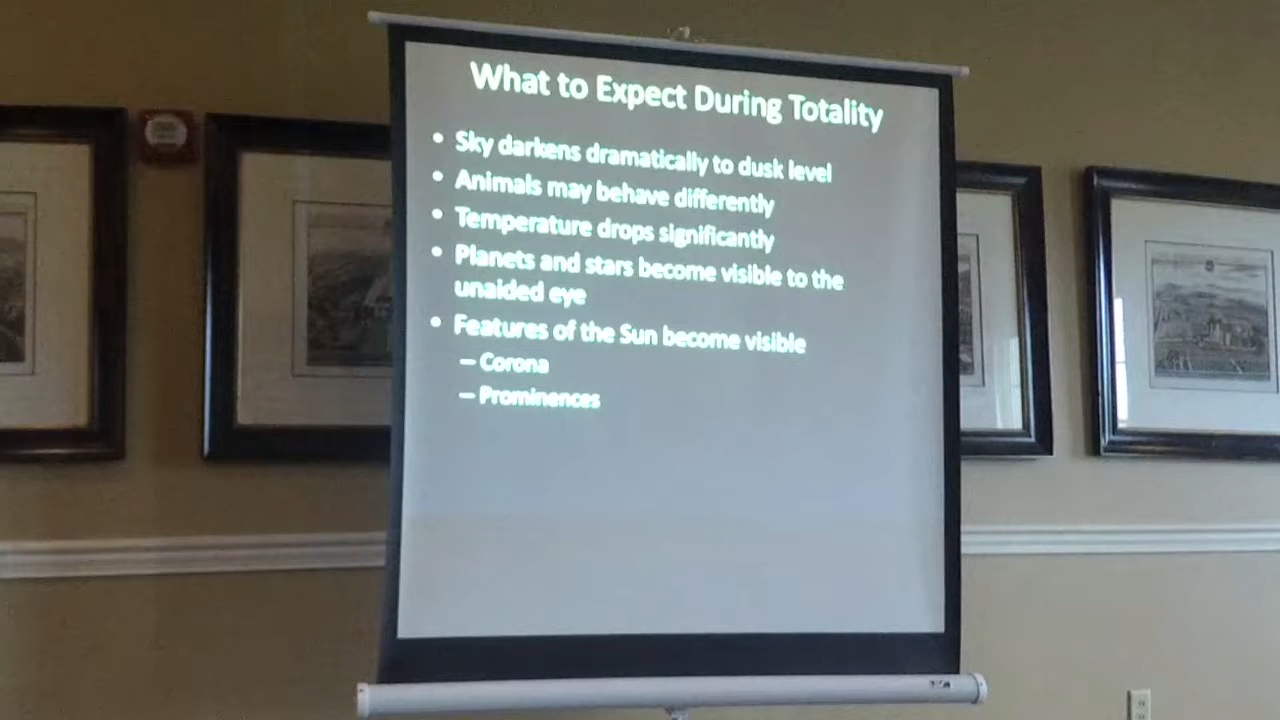 What to Expect During Totality
• Sky darkens dramatically to dusk level
• Animals may behave differently
• Temperature drops significantly
• Planets and stars become visible to the
unaided eye
• Features of the Sun become visible
– Corona
– Prominences